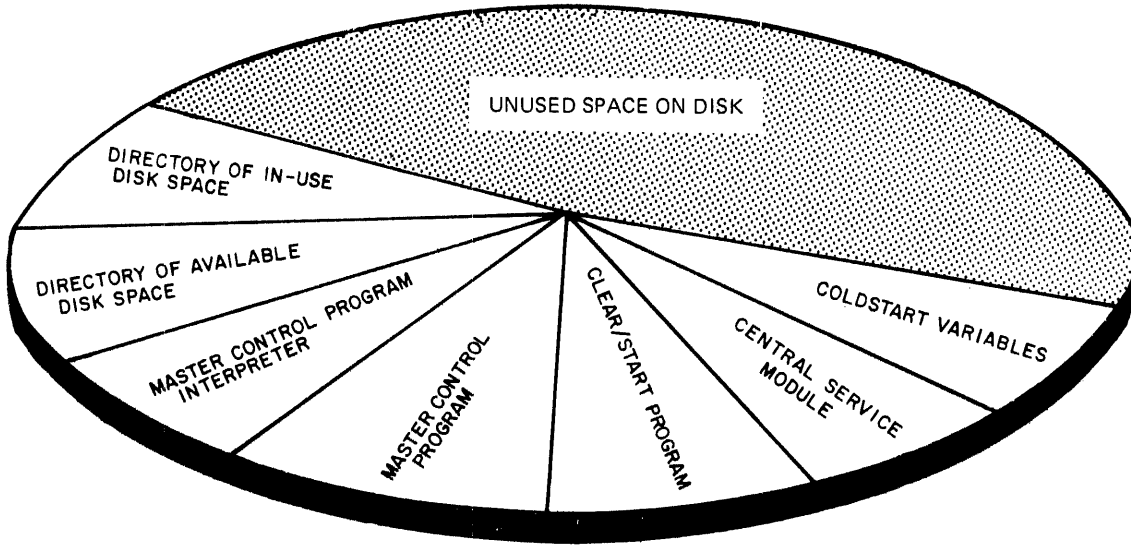 UNUSED SPACE ON DISK
DIRECTORY OF IN-USE
DISK SPACE
DIRECTORY OF AVAILABLE
DISK SPACE
MASTER CONTROL PROGRAM
INTERPRETER
MASTER CONTROL
PROGRAM
CLEAR/START PROGRAM
CENTRAL SERVICE
MODULE
COLDSTART VARIABLES